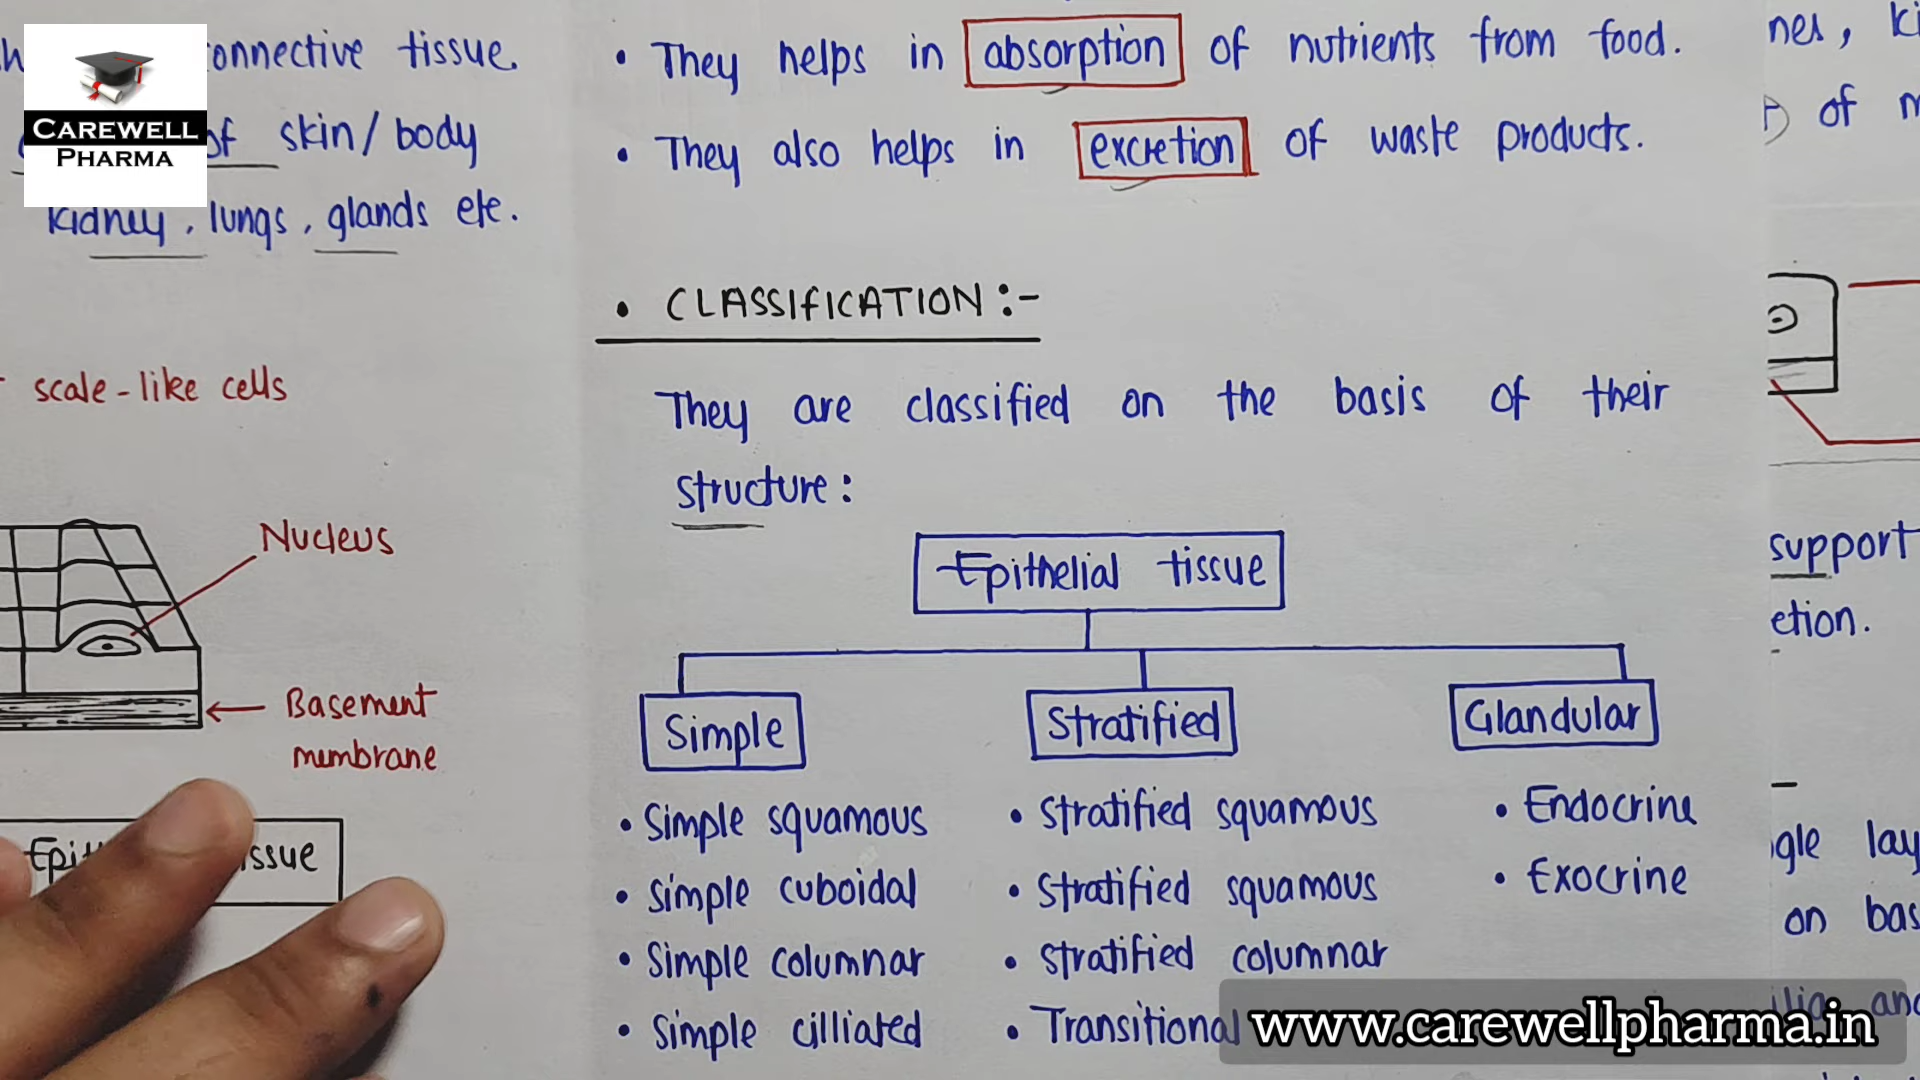 CAREWELL
PHARMA
onnective tissue.
of skin/body
kidney, lungs, glands etc.
scale-like cells
Nucleus
Basement
membrane
Epi
ssue
• They helps in absorption of nutrients from food.
• They also helps in excretion of waste products.
• CLASSIFICATION :-
They are classified on the basis of their
structure :
Epithelial tissue
Simple
Stratified
Glandular
• Simple squamous
• Simple cuboidal
• Simple columnar
• Simple cilliated
• Stratified squamous
• Stratified squamous
• Stratified columnar
• Transitional
• Endocrine
• Exocrine
of
support
etion.
gle lay
on bas
www.carewellpharma.in